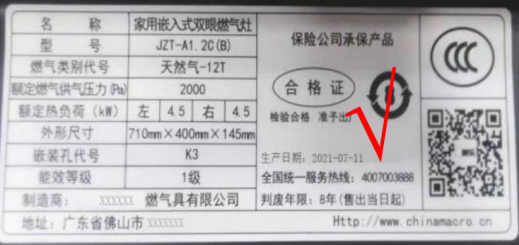 名称 家用嵌入式双眼燃气灶
型号 JZT-A1.2C(B)
燃气类别代号 天然气-12T
额定燃气供气压力(Pa) 2000
额定热负荷(kW) 左 4.5 右 4.5
外形尺寸 710mm×400mm×145mm
嵌装孔代号 K3
能效等级 1级
制造商: XXXXXX 燃气具有限公司
地址: 广东省佛山市 XXXXXXX
保险公司承保产品
合格证
检验合格 准予出
生产日期: 2021-07-11
全国统一服务热线: 4007003888
判废年限: 8年(售出当日起)
Http://www.chinamacro.cn
CCC